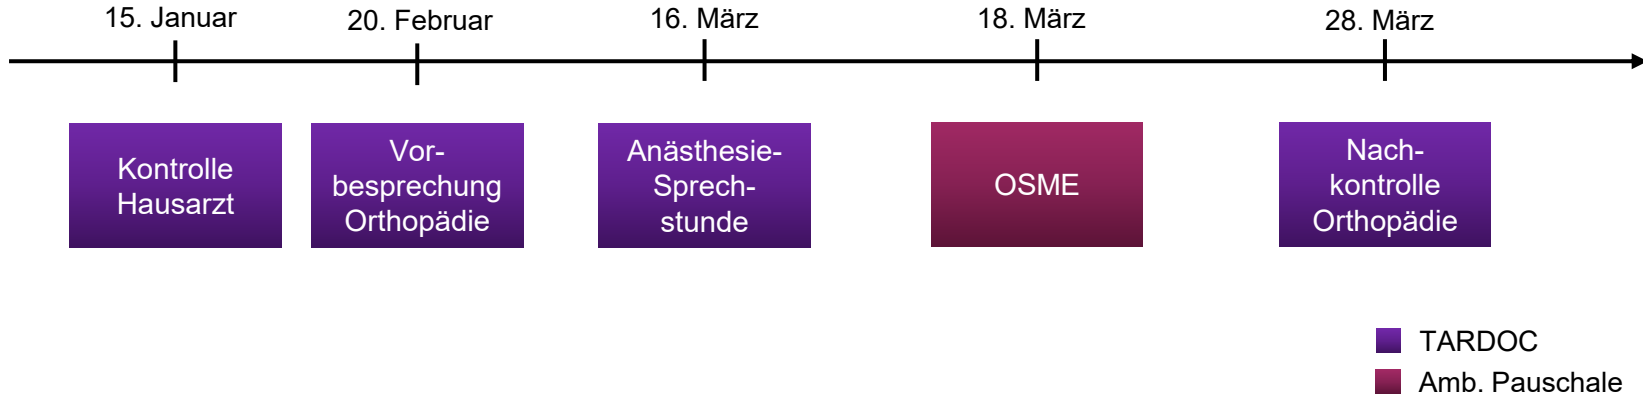 15. Januar
20. Februar
16. März
18. März
28. März
Kontrolle
Hausarzt
Vor-
besprechung
Orthopädie
Anästhesie-
Sprech-
stunde
OSME
Nach-
kontrolle
Orthopädie
TARDOC
Amb. Pauschale